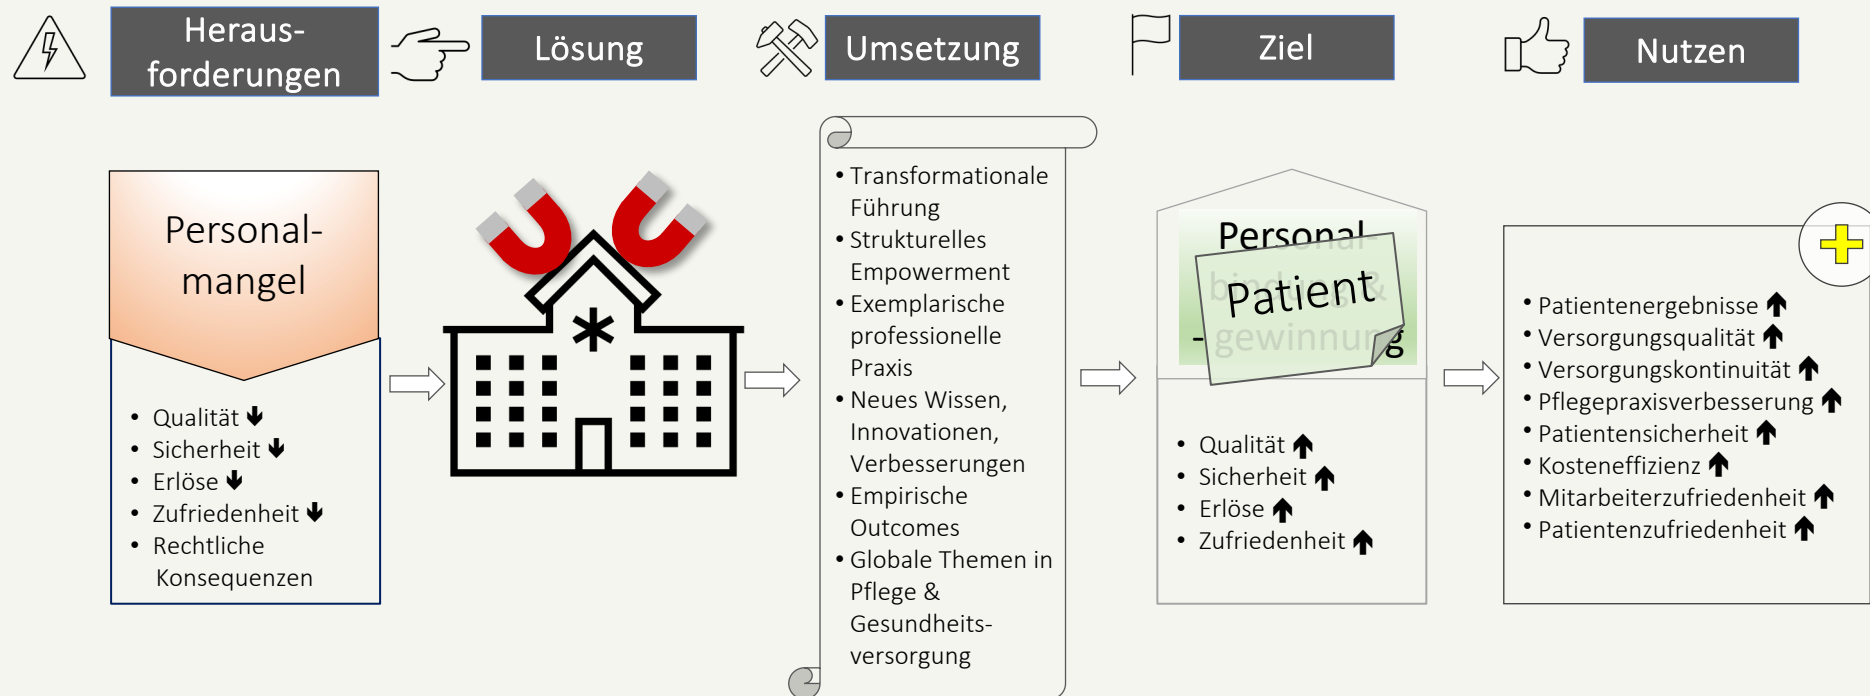 Heraus-
forderungen
Lösung
Umsetzung
Ziel
Nutzen
Personal-
mangel
• Qualität 🡻
• Sicherheit 🡻
• Erlöse 🡻
• Zufriedenheit 🡻
• Rechtliche
Konsequenzen
• Transformationale
Führung
• Strukturelles
Empowerment
• Exemplarische
professionelle
Praxis
• Neues Wissen,
Innovationen,
Verbesserungen
• Empirische
Outcomes
• Globale Themen in
Pflege &
Gesundheits-
versorgung
Personal-
bindung &
-gewinnung
Patient
• Qualität 🡹
• Sicherheit 🡹
• Erlöse 🡹
• Zufriedenheit 🡹
• Patientenergebnisse 🡹
• Versorgungsqualität 🡹
• Versorgungskontinuität 🡹
• Pflegepraxisverbesserung 🡹
• Patientensicherheit 🡹
• Kosteneffizienz 🡹
• Mitarbeiterzufriedenheit 🡹
• Patientenzufriedenheit 🡹